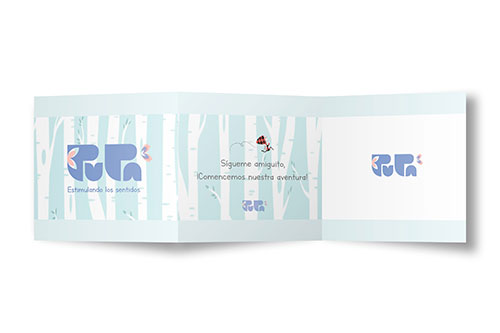 PuPa
Estimulando los sentidos
Sígueme amiguito,
¡Comencemos nuestra aventura!
PuPa
PuPa